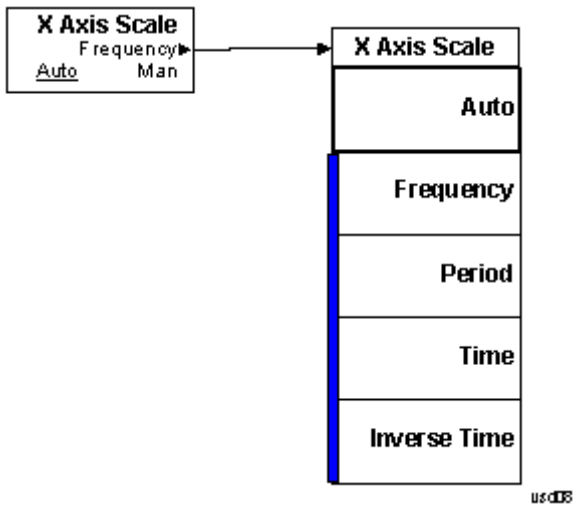 X Axis Scale
Frequency
Auto Man
X Axis Scale
Auto
Frequency
Period
Time
Inverse Time
usd08